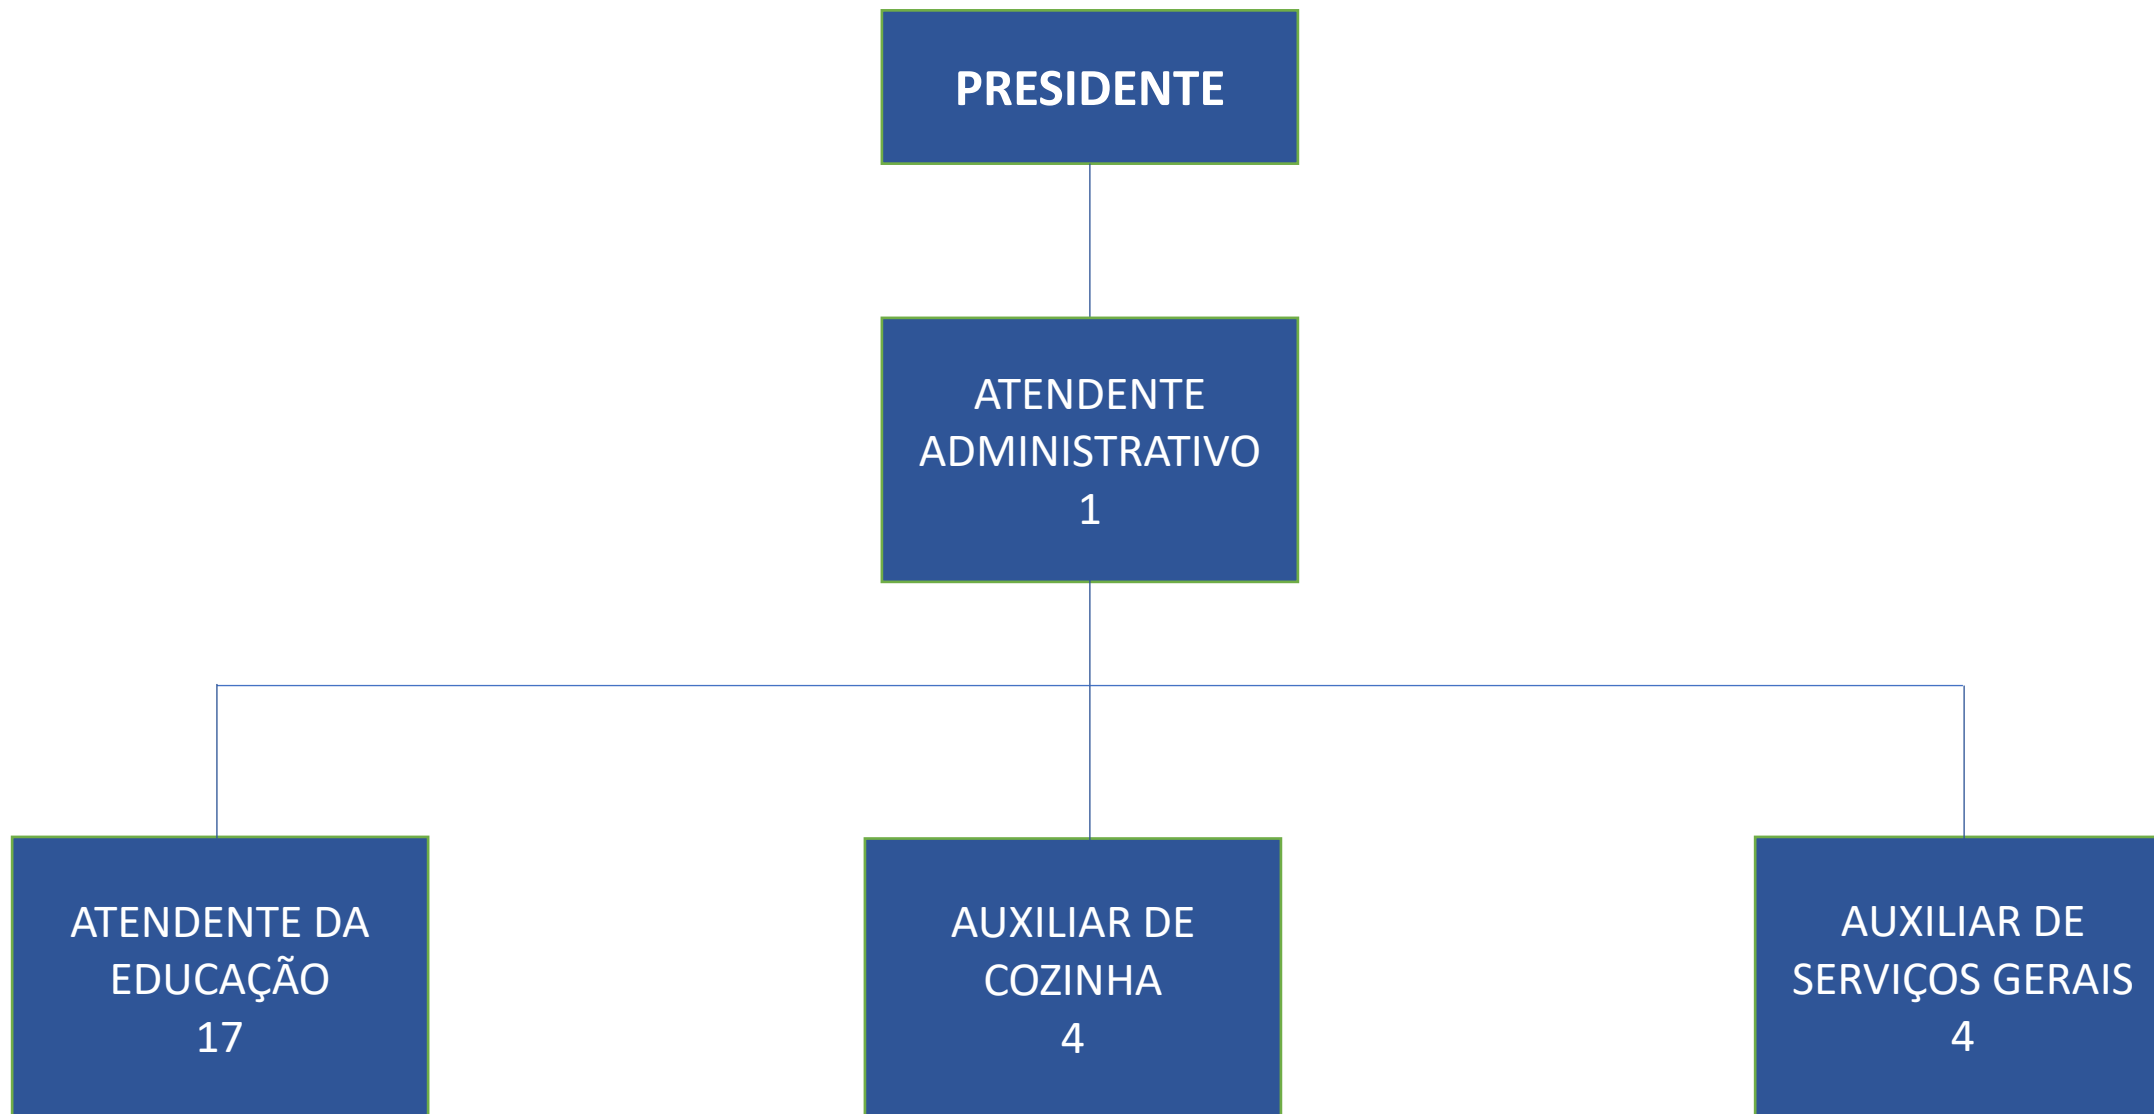 PRESIDENTE
ATENDENTE
ADMINISTRATIVO
1
ATENDENTE DA
EDUCAÇÃO
17
AUXILIAR DE
COZINHA
4
AUXILIAR DE
SERVIÇOS GERAIS
4